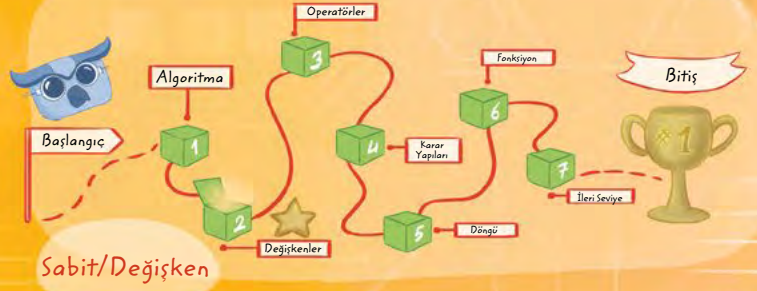 Başlangıç
Algoritma
1
2
Değişkenler
Operatörler
3
4
Karar
Yapıları
5
Döngü
Fonksiyon
6
7
İleri Seviye
Bitiş
#1
Sabit/Değişken